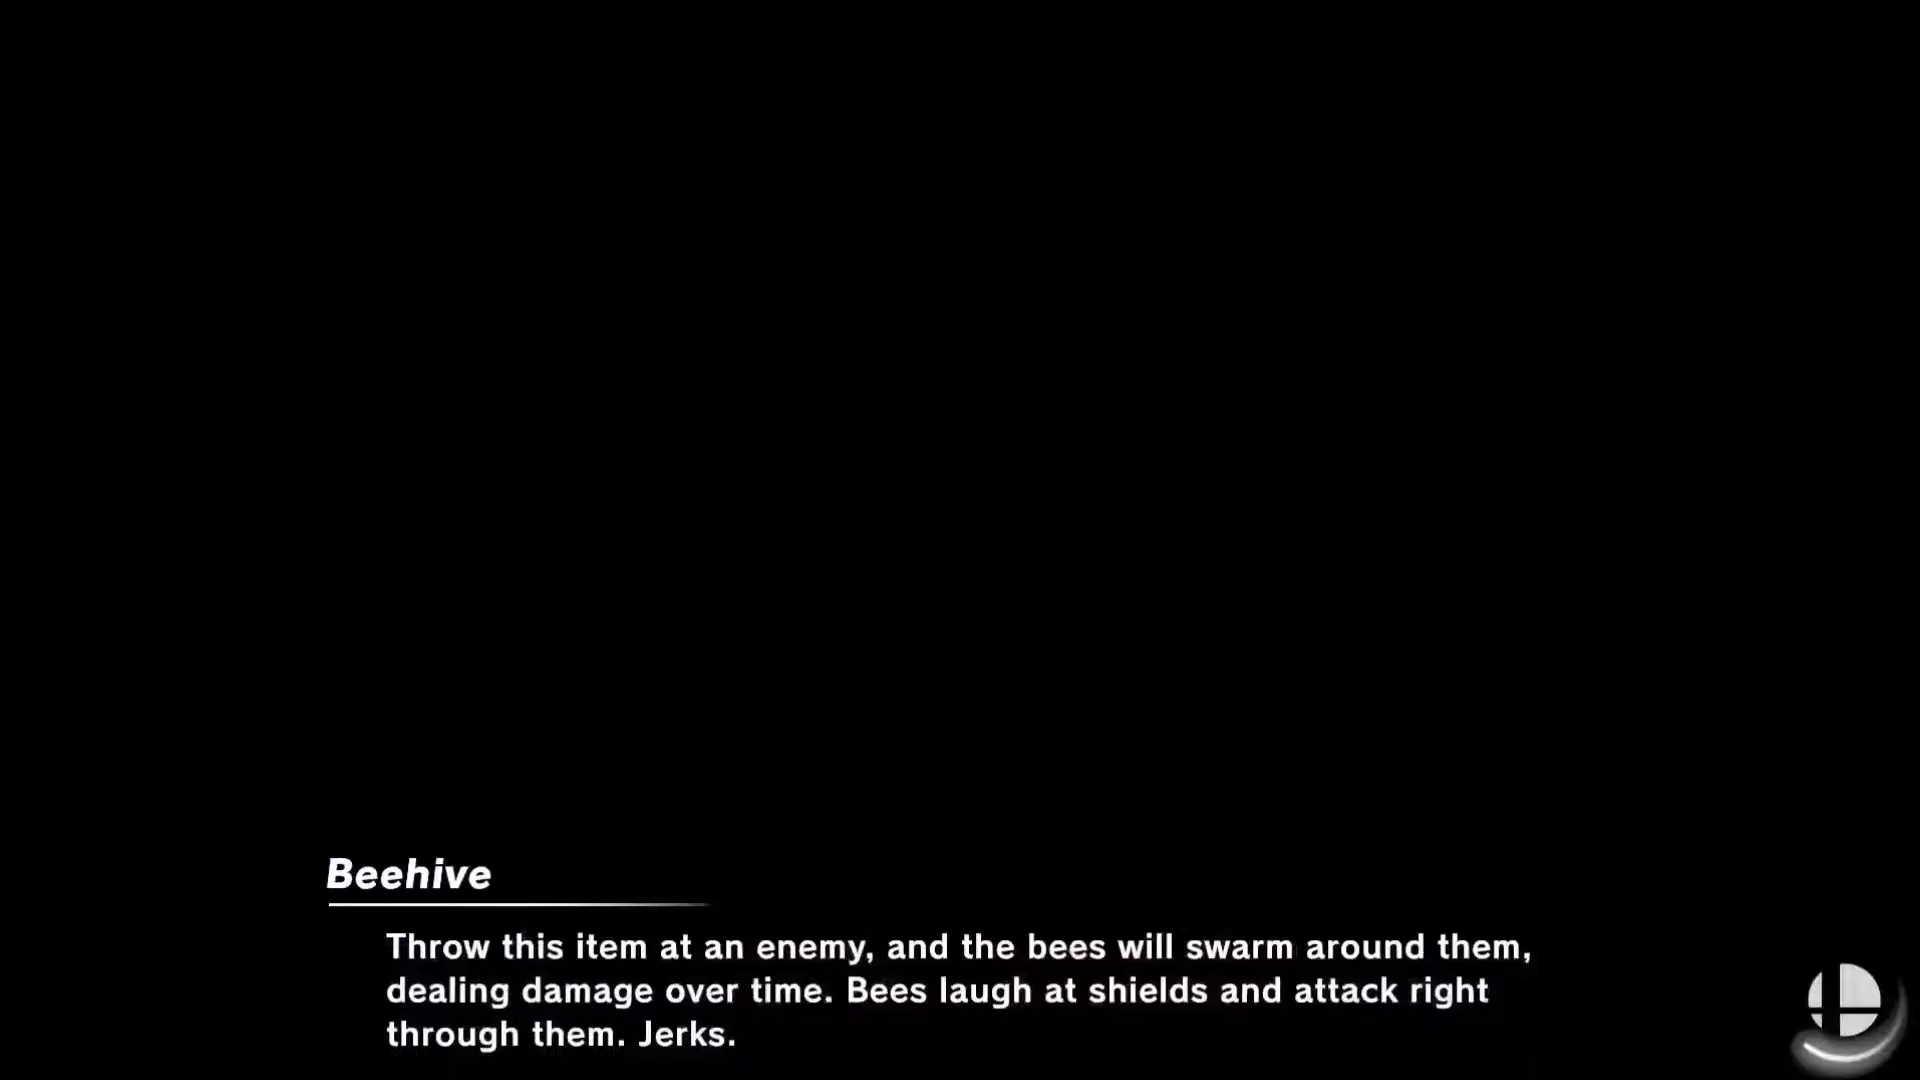 Beehive
Throw this item at an enemy, and the bees will swarm around them,
dealing damage over time. Bees laugh at shields and attack right
through them. Jerks.